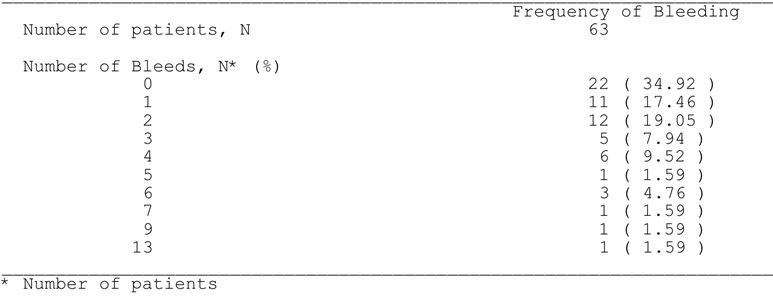 Frequency of Bleeding
Number of patients, N 63
Number of Bleeds, N* (%)
0 22 ( 34.92 )
1 11 ( 17.46 )
2 12 ( 19.05 )
3 5 ( 7.94 )
4 6 ( 9.52 )
5 1 ( 1.59 )
6 3 ( 4.76 )
7 1 ( 1.59 )
9 1 ( 1.59 )
13 1 ( 1.59 )
* Number of patients